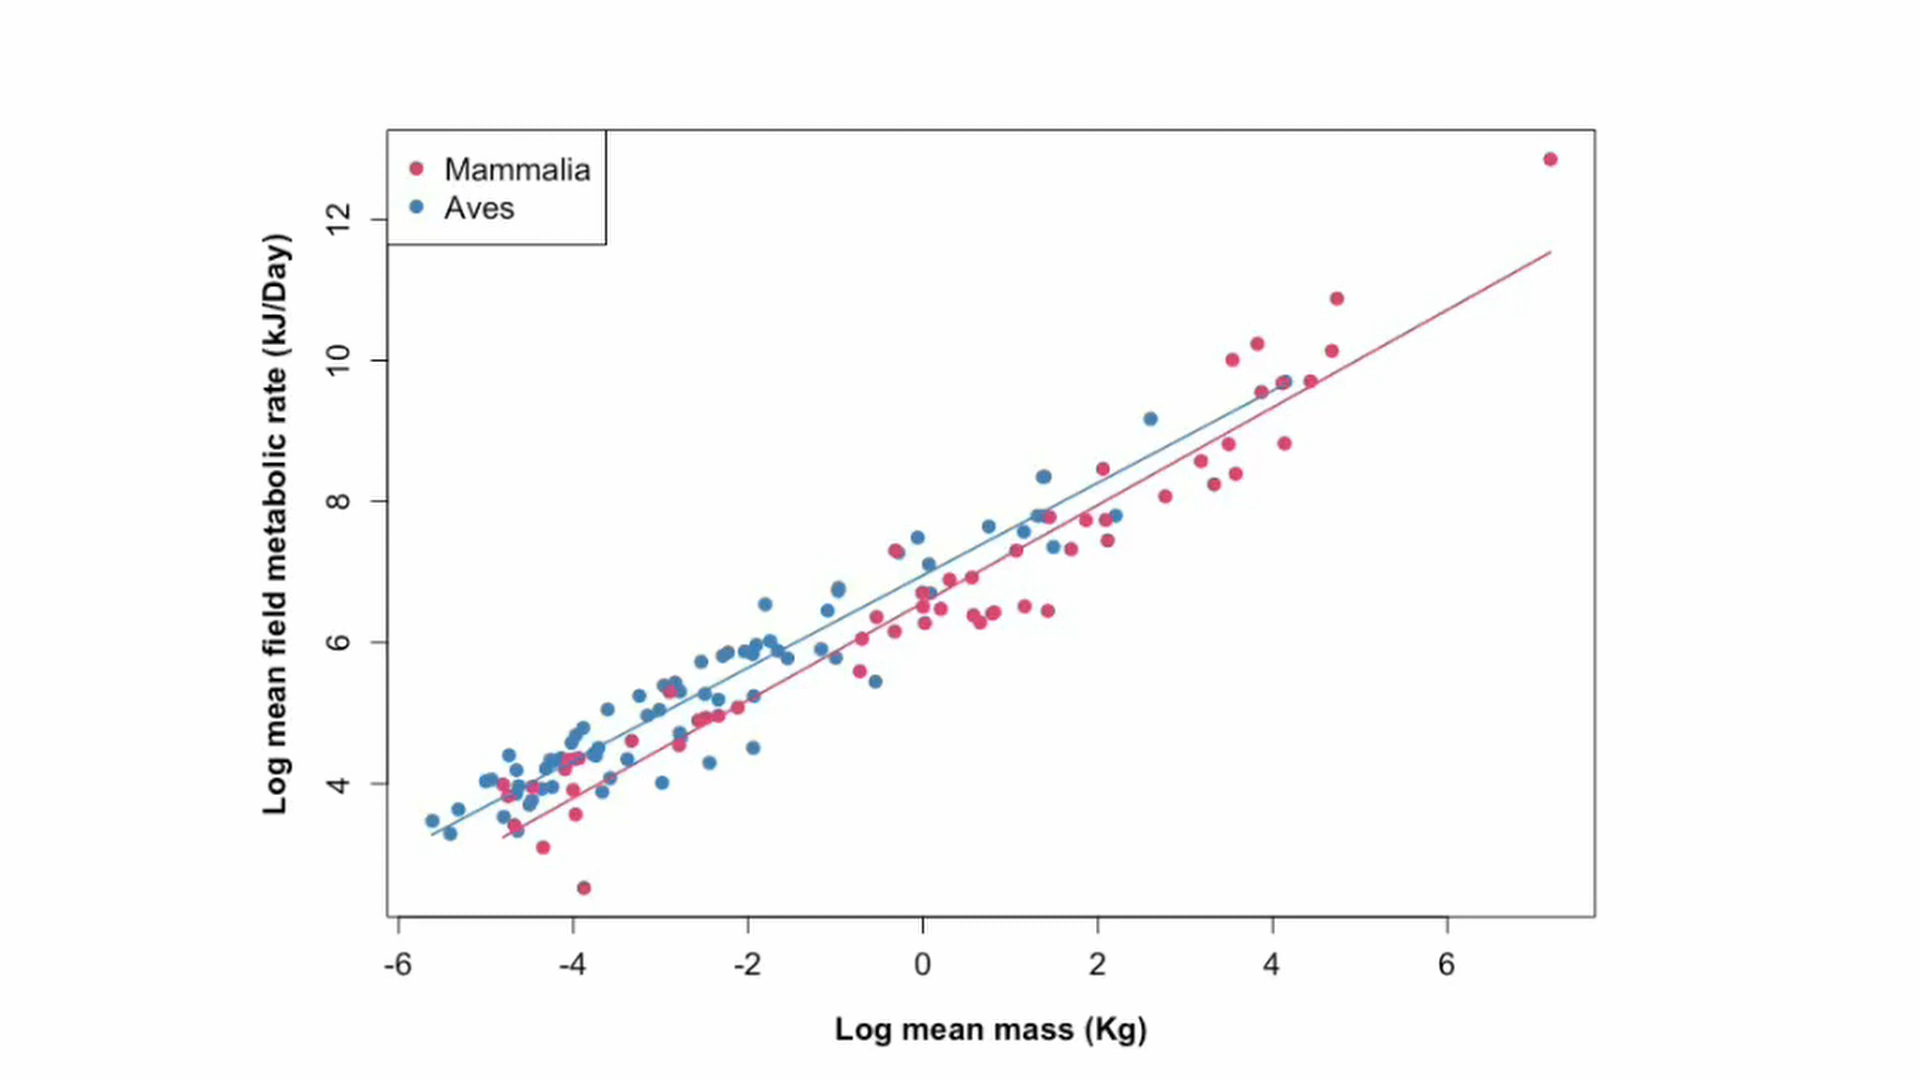 Mammalia
Aves
Log mean field metabolic rate (kJ/Day)
12
10
8
6
4
-6 -4 -2 0 2 4 6
Log mean mass (Kg)